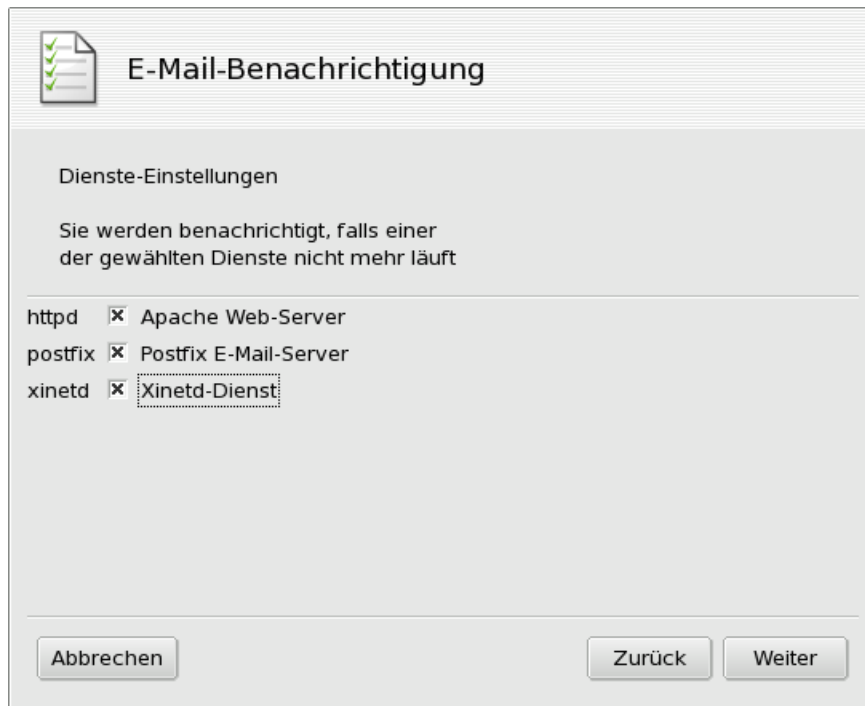 E-Mail-Benachrichtigung
Dienste-Einstellungen
Sie werden benachrichtigt, falls einer
der gewählten Dienste nicht mehr läuft
httpd Apache Web-Server
postfix Postfix E-Mail-Server
xinetd Xinetd-Dienst
Abbrechen Zurück Weiter